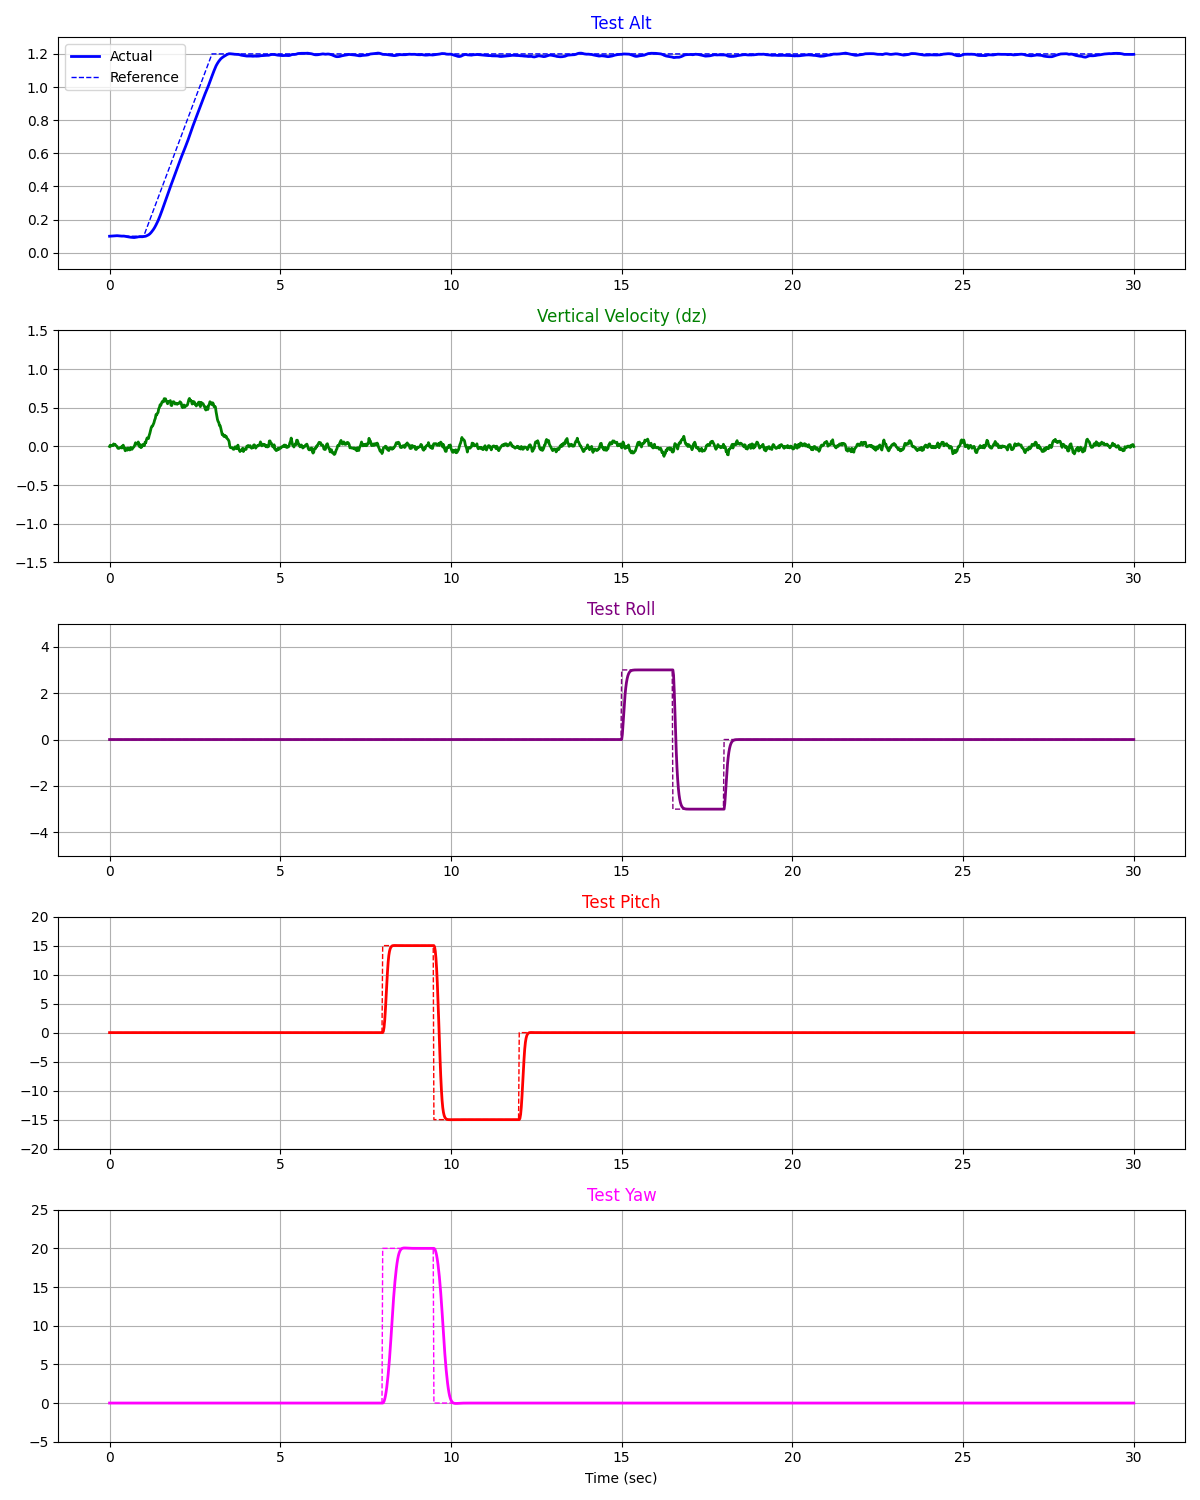 Test Alt
Actual
Reference
1.2
1.0
0.8
0.6
0.4
0.2
0.0
0 5 10 15 20 25 30
Vertical Velocity (dz)
1.5
1.0
0.5
0.0
−0.5
−1.0
−1.5
0 5 10 15 20 25 30
Test Roll
4
2
0
−2
−4
0 5 10 15 20 25 30
Test Pitch
20
15
10
5
0
−5
−10
−15
−20
0 5 10 15 20 25 30
Test Yaw
25
20
15
10
5
0
−5
0 5 10 15 20 25 30
Time (sec)